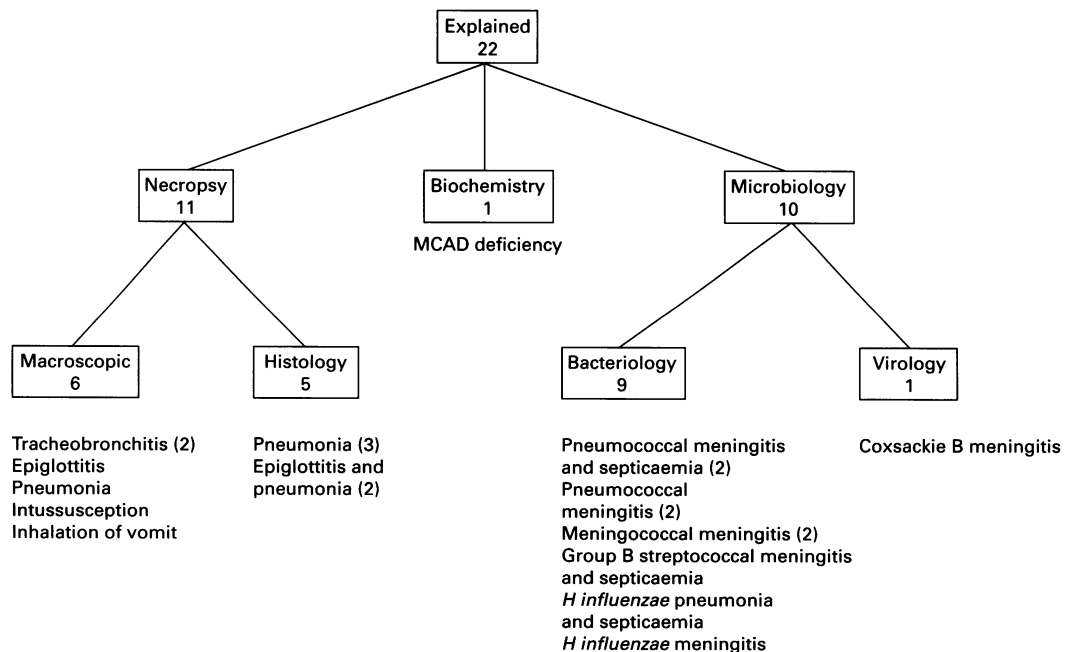 Explained
22
Necropsy
11
Biochemistry
1
MCAD deficiency
Microbiology
10
Macroscopic
6
Tracheobronchitis (2)
Epiglottitis
Pneumonia
Intussusception
Inhalation of vomit
Histology
5
Pneumonia (3)
Epiglottitis and
pneumonia (2)
Bacteriology
9
Pneumococcal meningitis
and septicaemia (2)
Pneumococcal
meningitis (2)
Meningococcal meningitis (2)
Group B streptococcal meningitis
and septicaemia
H influenzae pneumonia
and septicaemia
H influenzae meningitis
Virology
1
Coxsackie B meningitis